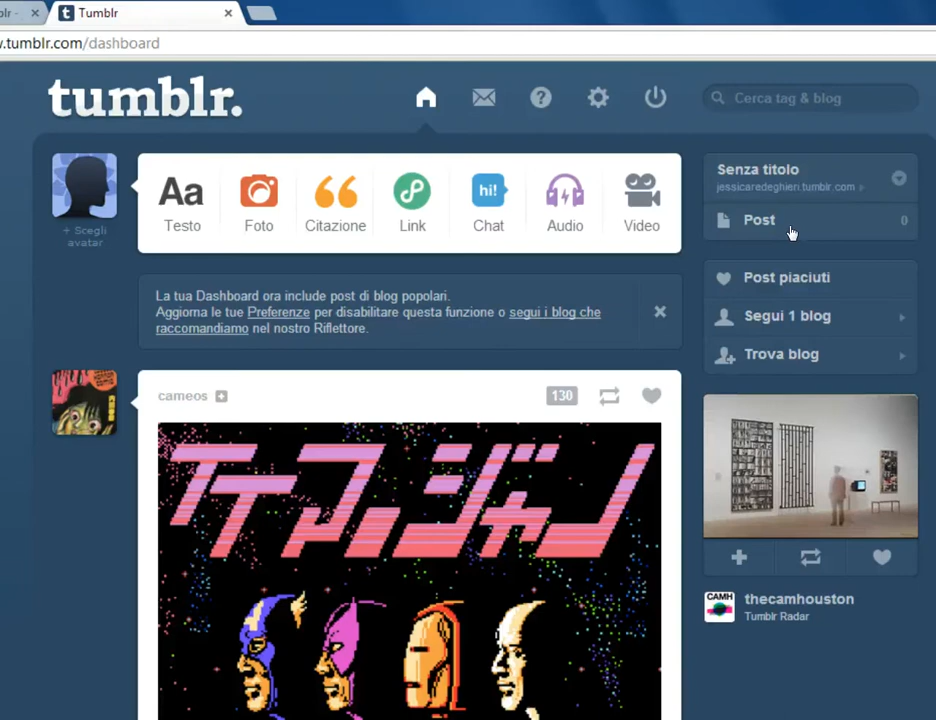 blr -
Tumblr
w.tumblr.com/dashboard
tumblr.
Cerca tag & blog
+ Scegli
avatar
Aa
Testo
Foto
Citazione
Link
hi!
Chat
Audio
Video
Senza titolo
jessicaredeghieri.tumblr.com
Post
0
La tua Dashboard ora include post di blog popolari.
Aggiorna le tue Preferenze per disabilitare questa funzione o segui i blog che
raccomandiamo nel nostro Riflettore.
Post piaciuti
Segui 1 blog
Trova blog
cameos
130
CAMH
thecamhouston
Tumblr Radar